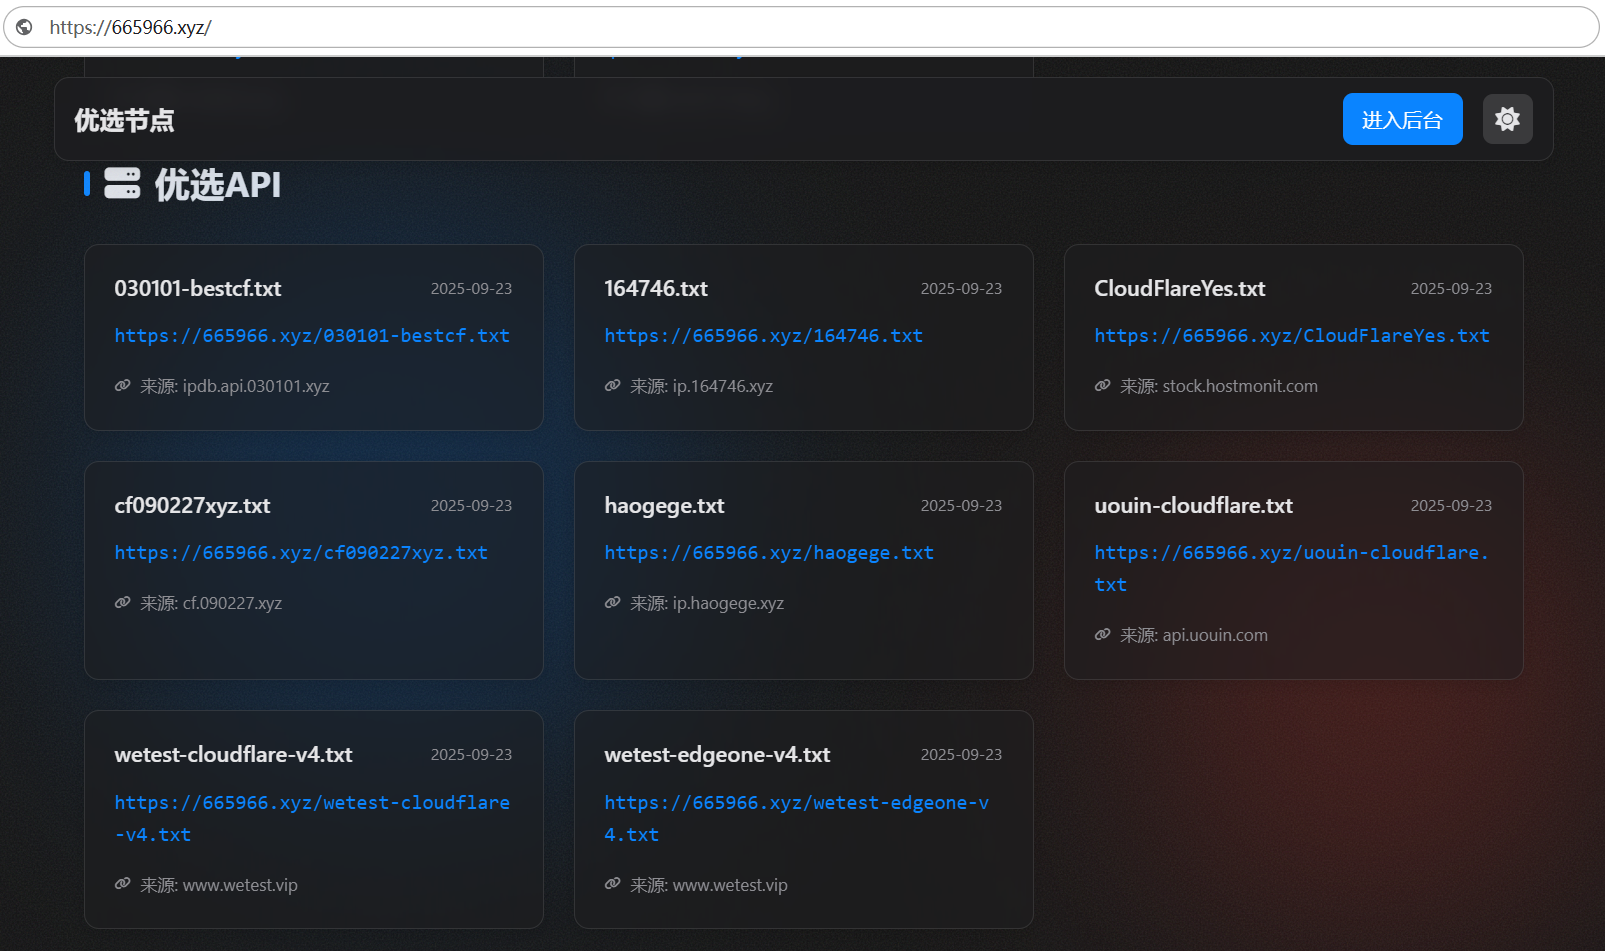 https://665966.xyz/
优选节点
进入后台
优选API
030101-bestcf.txt
2025-09-23
https://665966.xyz/030101-bestcf.txt
来源: ipdb.api.030101.xyz
164746.txt
2025-09-23
https://665966.xyz/164746.txt
来源: ip.164746.xyz
CloudFlareYes.txt
2025-09-23
https://665966.xyz/CloudFlareYes.txt
来源: stock.hostmonit.com
cf090227xyz.txt
2025-09-23
https://665966.xyz/cf090227xyz.txt
来源: cf.090227.xyz
haogege.txt
2025-09-23
https://665966.xyz/haogege.txt
来源: ip.haogege.xyz
uouin-cloudflare.txt
2025-09-23
https://665966.xyz/uouin-cloudflare.
txt
来源: api.uouin.com
wetest-cloudflare-v4.txt
2025-09-23
https://665966.xyz/wetest-cloudflare
-v4.txt
来源: www.wetest.vip
wetest-edgeone-v4.txt
2025-09-23
https://665966.xyz/wetest-edgeone-v
4.txt
来源: www.wetest.vip